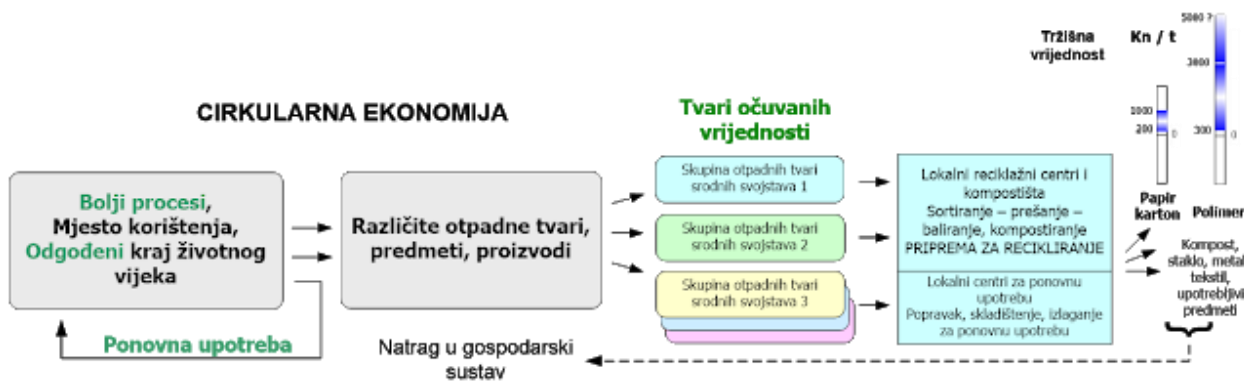 CIRKULARNA EKONOMIJA
Bolji procesi,
Mjesto korištenja,
Odgođeni kraj životnog
vijeka
Ponovna upotreba
Različite otpadne tvari,
predmeti, proizvodi
Tvari očuvanih
vrijednosti
Skupina otpadnih tvari
srodnih svojstava 1
Skupina otpadnih tvari
srodnih svojstava 2
Skupina otpadnih tvari
srodnih svojstava 3
Lokalni reciklažni centri i
kompostišta
Sortiranje – prešanje –
baliranje, kompostiranje
PRIPREMA ZA RECIKLIRANJE
Lokalni centri za ponovnu
upotrebu
Popravak, skladištenje, izlaganje
za ponovnu upotrebu
Tržišna
vrijednost
Kn / t
200
0
5000 ?
3000
300
0
Papir
karton
Polimer
Kompost,
staklo, metal
tekstil,
upotrebljivi
predmeti
Natrag u gospodarski
sustav